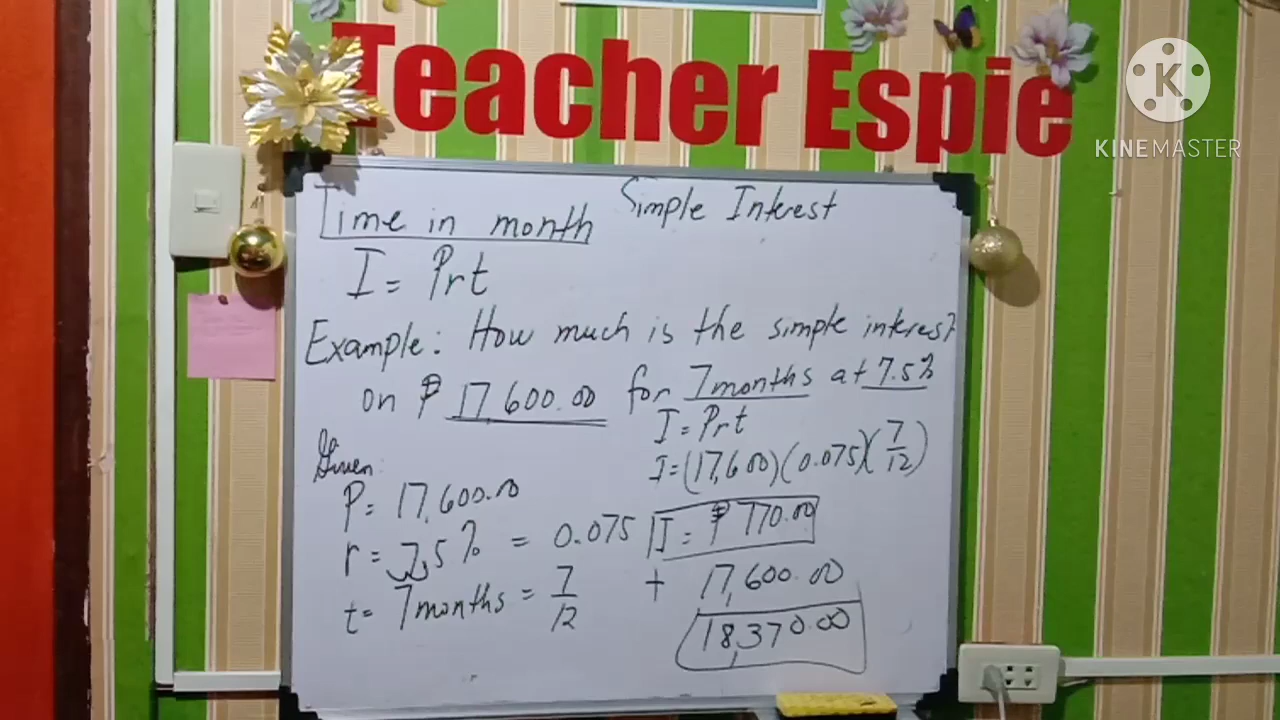 Teacher Espie
K
KINEMASTER
Time in month
Simple Interest
I = Prt
Example: How much is the simple interest?
on ₱ 17,600.00 for 7 months at 7.5%
Given:
P = 17,600.00
r = 7.5% = 0.075
t = 7 months = 7/12
I = Prt
I = (17,600)(0.075)(7/12)
I = ₱ 770.00
+ 17,600.00
18,370.00